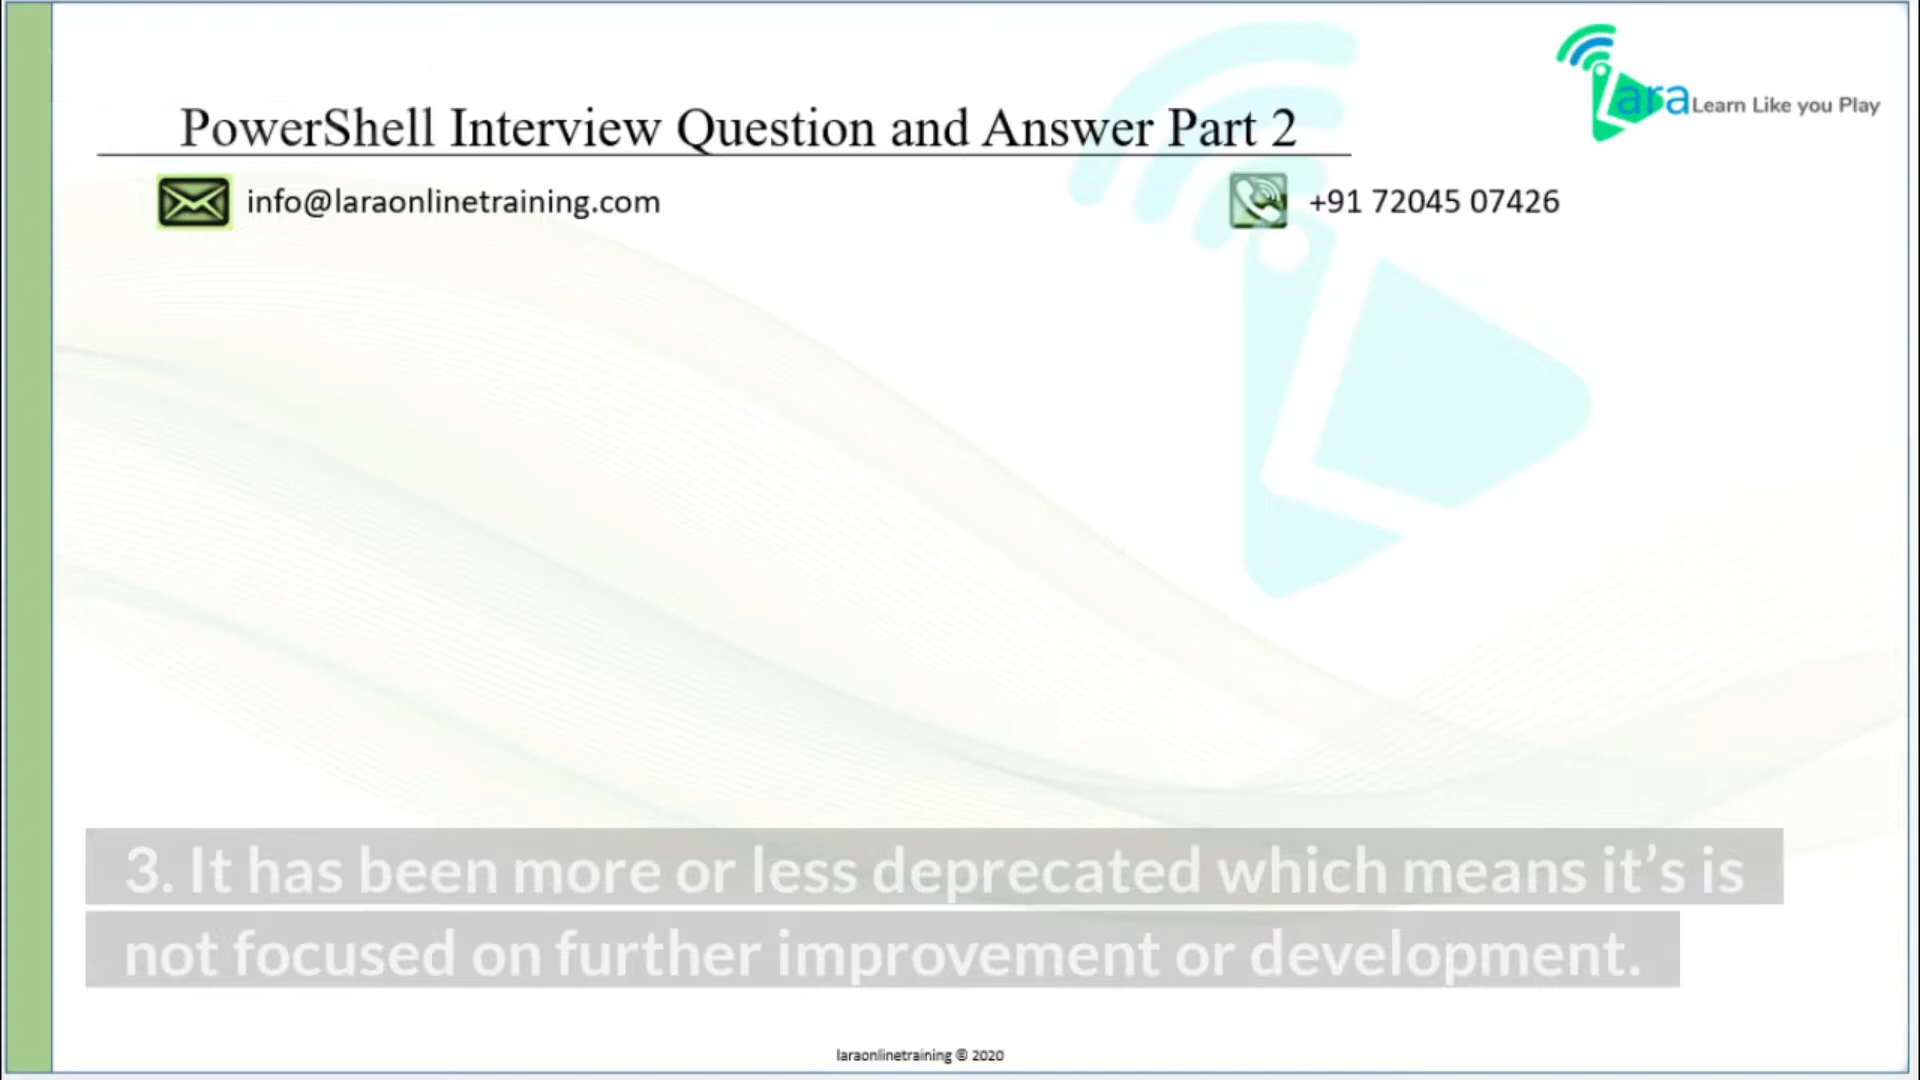 Lara Learn Like you Play
PowerShell Interview Question and Answer Part 2
info@laraonlinetraining.com
+91 72045 07426
3. It has been more or less deprecated which means it’s is
not focused on further improvement or development.
laraonlinetraining © 2020